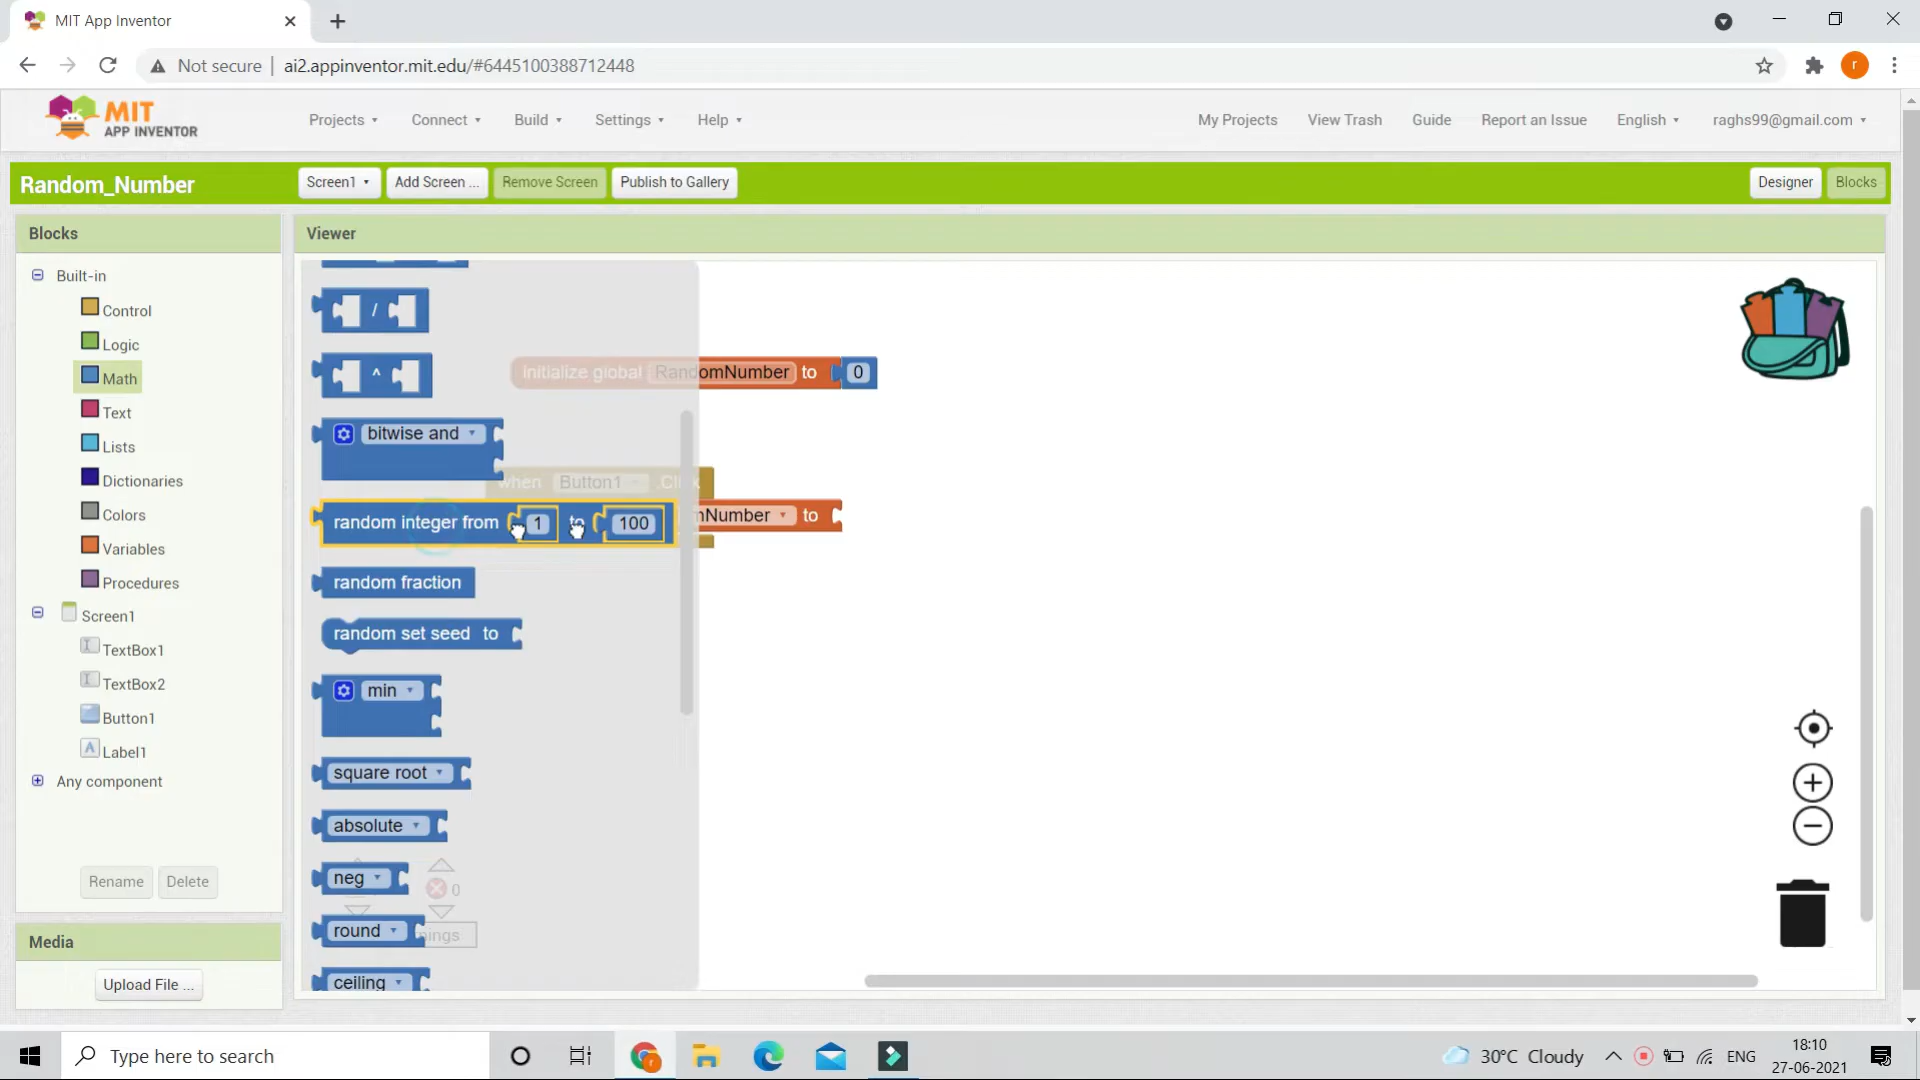 MIT App Inventor
Not secure | ai2.appinventor.mit.edu/#6445100388712448
r
MIT
APP INVENTOR
Projects Connect Build Settings Help My Projects View Trash Guide Report an Issue English raghs99@gmail.com
Random_Number Screen1 Add Screen ... Remove Screen Publish to Gallery Designer Blocks
Blocks
Viewer
Built-in
Control
Logic
Math
Text
Lists
Dictionaries
Colors
Variables
Procedures
Screen1
TextBox1
TextBox2
Button1
Label1
Any component
Rename Delete
Media
Upload File ...
/
^
initialize global RandomNumber to 0
bitwise and
when Button1 .Click
random integer from 1 to 100
mNumber to
random fraction
random set seed to
min
square root
absolute
neg
0
round
nings
ceiling
Type here to search
30°C Cloudy
ENG
18:10
27-06-2021